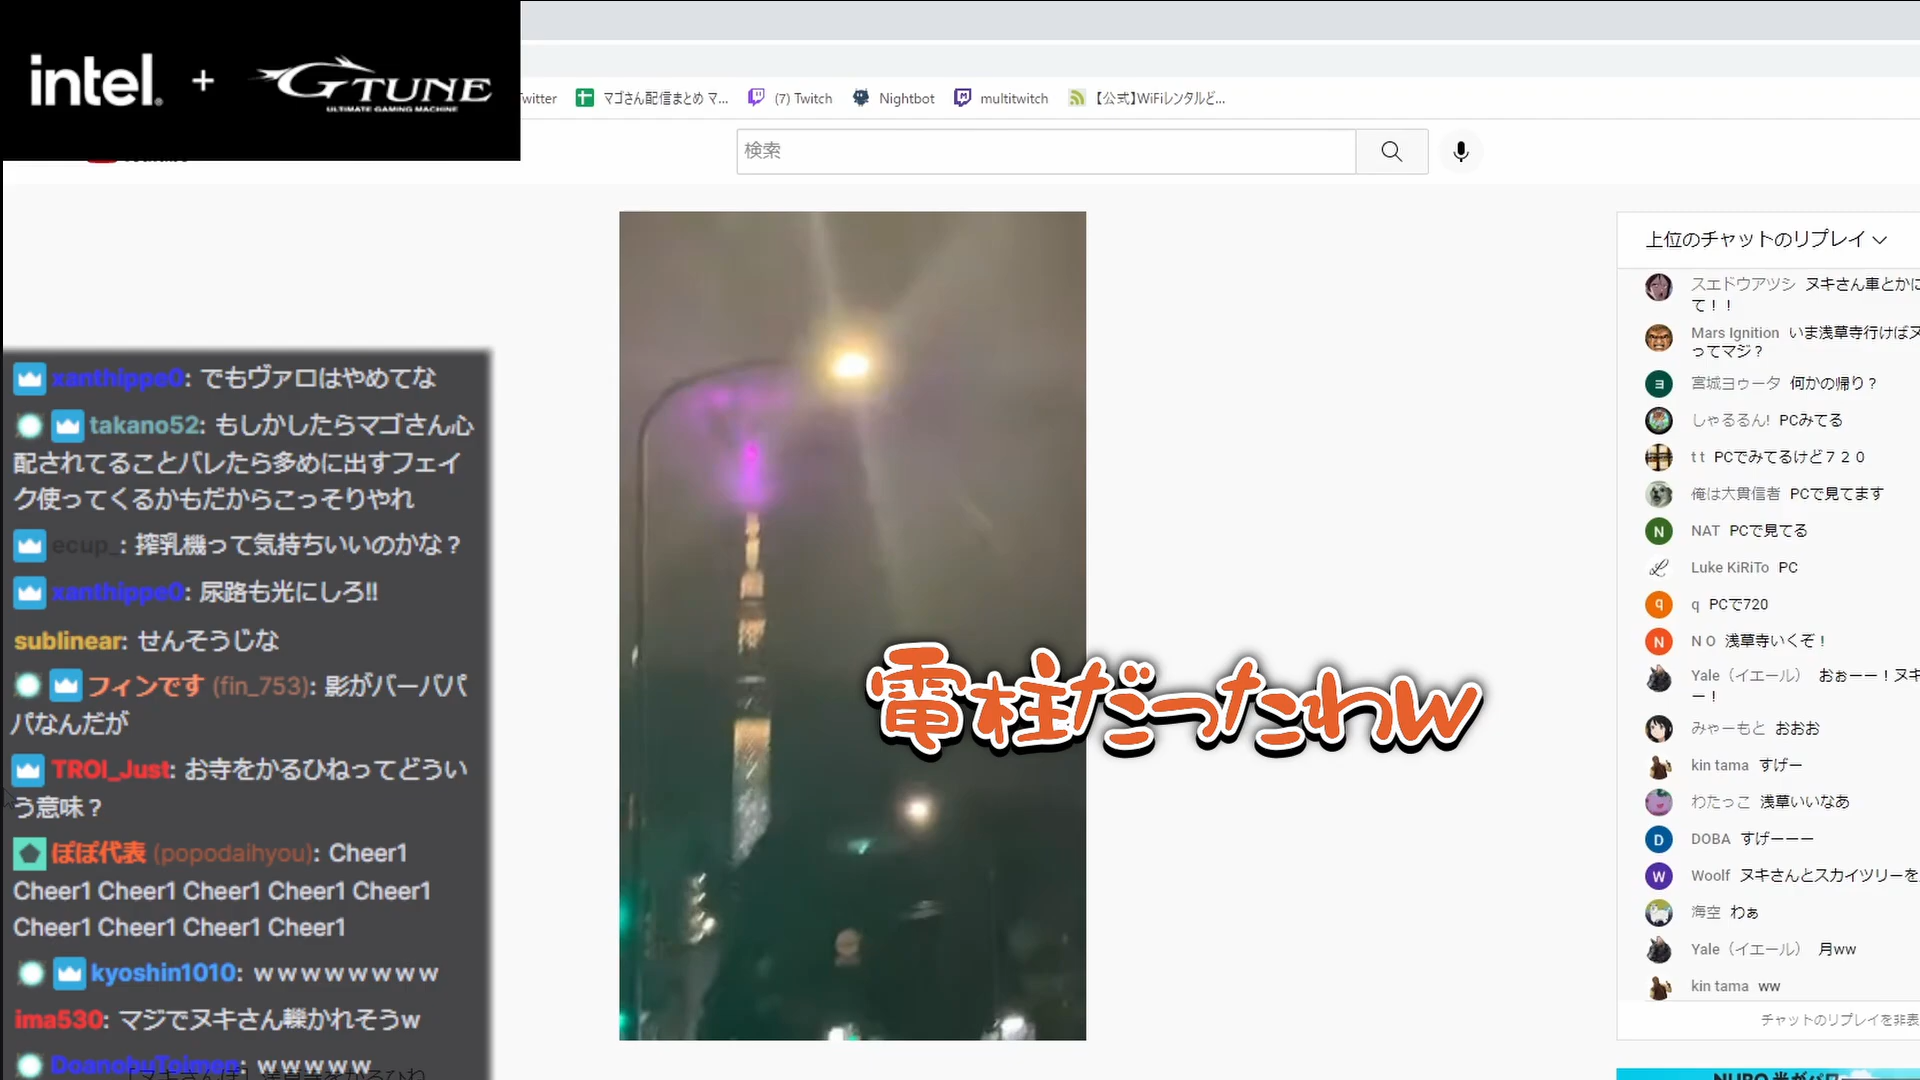 intel. + GTUNE
ULTIMATE GAMING MACHINE
Twitter マゴさん配信まとめ マ... (7) Twitch Nightbot multitwitch 【公式】WiFiレンタルど...
検索
xanthippe0: でもヴァロはやめてな
takano52: もしかしたらマゴさん心
配されてることバレたら多めに出すフェイ
ク使ってくるかもだからこっそりやれ
ecup_: 搾乳機って気持ちいいのかな？
xanthippe0: 尿路も光にしろ!!
sublinear: せんそうじな
フィンです (fin_753): 影がバーバパ
パなんだが
TROI_Just: お寺をかるひねってどうい
う意味？
ぽぽ代表 (popodaihyou): Cheer1
Cheer1 Cheer1 Cheer1 Cheer1 Cheer1
Cheer1 Cheer1 Cheer1 Cheer1
kyoshin1010: ｗｗｗｗｗｗｗｗ
ima530: マジでヌキさん轢かれそうw
DoanobuToimen: ｗｗｗｗｗ
電柱だったわw
上位のチャットのリプレイ
スエドウアツシ ヌキさん車とかに
て！！
Mars Ignition いま浅草寺行けばヌ
ってマジ？
宮城ヨゥータ 何かの帰り？
しゃるるん! PCみてる
t t PCでみてるけど７２０
俺は大貫信者 PCで見てます
NAT PCで見てる
Luke KiRiTo PC
q PCで720
N O 浅草寺いくぞ！
Yale（イエール） おぉーー！ヌキ
ー！
みゃーもと おおお
kin tama すげー
わたっこ 浅草いいなあ
DOBA すげーーー
Woolf ヌキさんとスカイツリーを
海空 わぁ
Yale（イエール） 月ww
kin tama ww
チャットのリプレイを非表